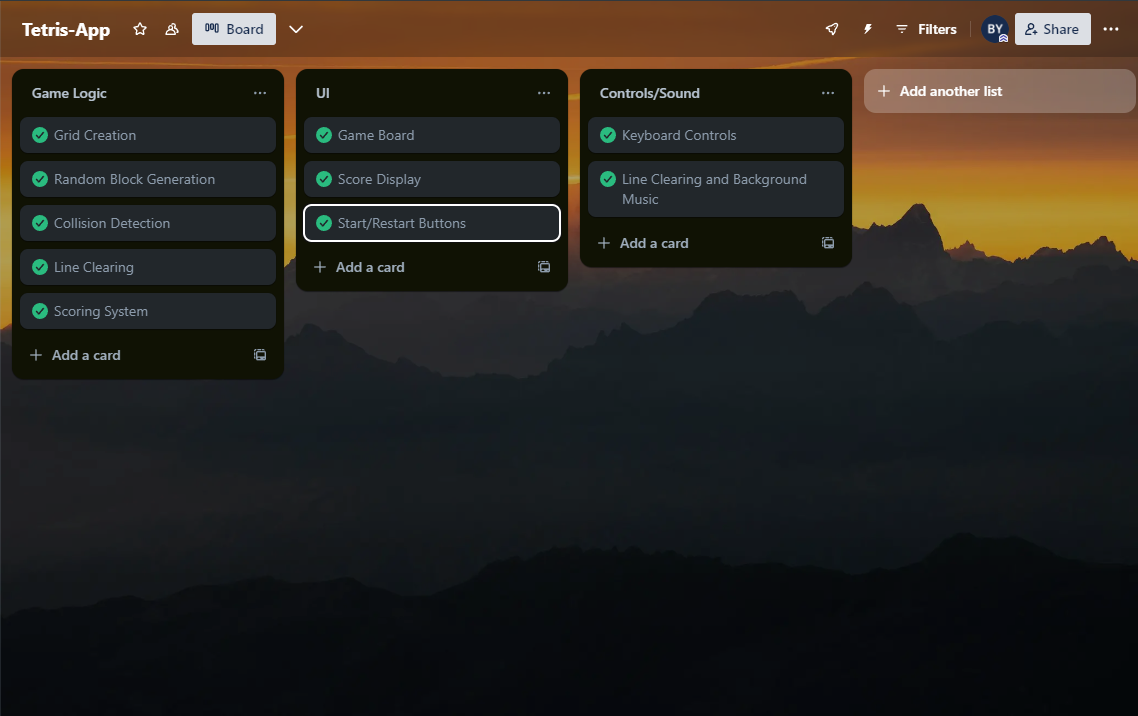 Tetris-App
Board
Filters
BY
Share
Game Logic
Grid Creation
Random Block Generation
Collision Detection
Line Clearing
Scoring System
Add a card
UI
Game Board
Score Display
Start/Restart Buttons
Add a card
Controls/Sound
Keyboard Controls
Line Clearing and Background
Music
Add a card
Add another list